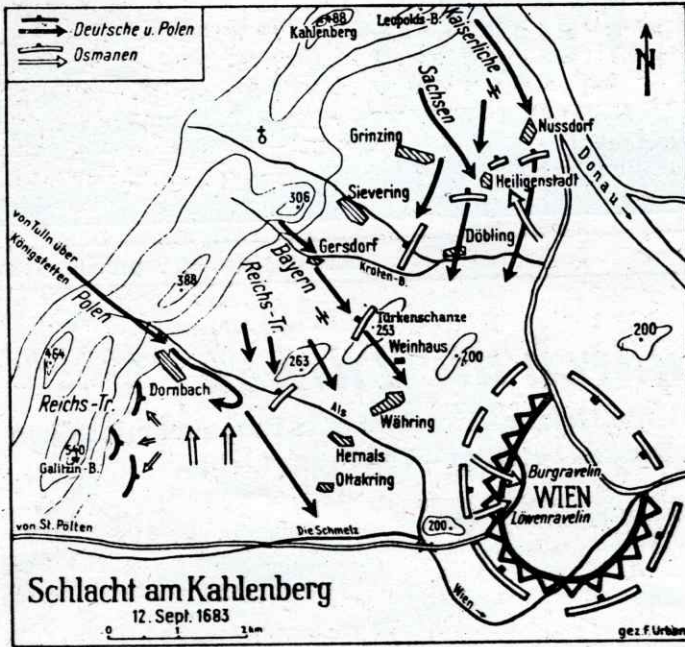 Deutsche u. Polen
Osmanen
488
Kahlenberg
Leopolds-B.
Kaiserliche
N
Sachsen
Nussdorf
Grinzing
Donau
Heiligenstadt
306
Sievering
von Tulln über
Königstetten
Gersdorf
Döbling
Bayern
Kroten-B.
388
Reichs-Tr.
Polen
Türkenschanze
253
200
464
263
Weinhaus
200
Dornbach
Reichs-Tr.
Als
Währing
Hernals
540
Galitzin-B.
Ottakring
Burgravelin
WIEN
Löwenravelin
200
von St. Pölten
Die Schmelz
Schlacht am Kahlenberg
12. Sept. 1683
Wien
0 1 2 km
gez.f.Urban